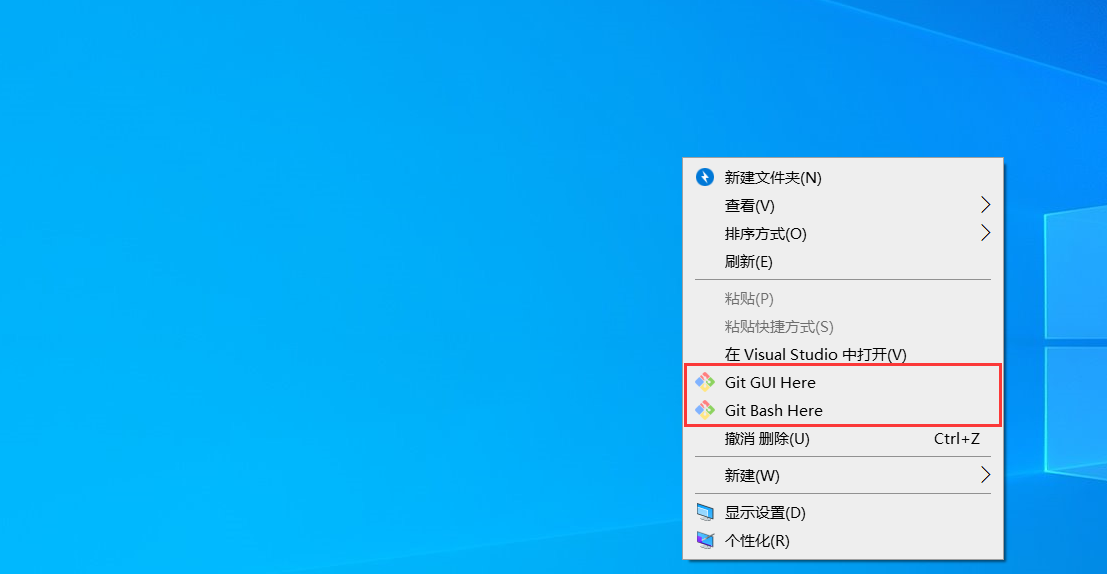 新建文件夹(N)
查看(V)
排序方式(O)
刷新(E)
粘贴(P)
粘贴快捷方式(S)
在 Visual Studio 中打开(V)
Git GUI Here
Git Bash Here
撤消 删除(U) Ctrl+Z
新建(W)
显示设置(D)
个性化(R)